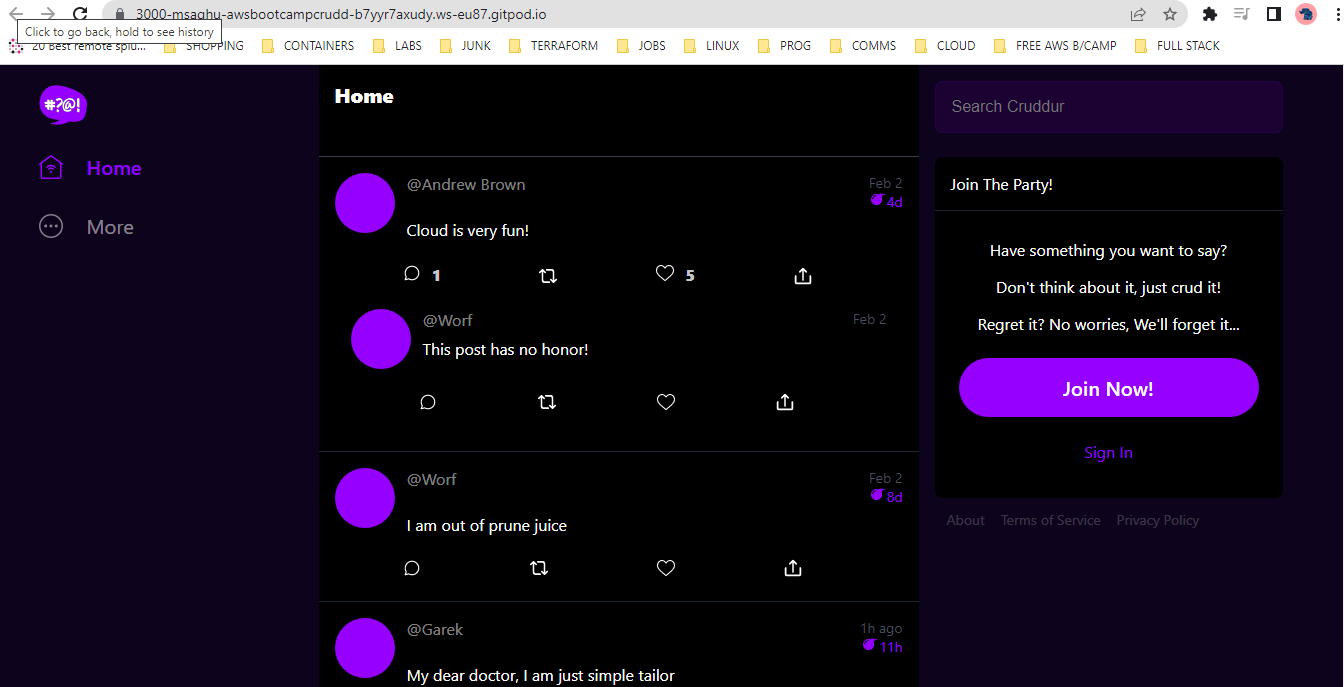 3000-msaghu-awsbootcampcrudd-b7yyr7axudy.ws-eu87.gitpod.io
Click to go back, hold to see history
20 Best remote splu... SHOPPING CONTAINERS LABS JUNK TERRAFORM JOBS LINUX PROG COMMS CLOUD FREE AWS B/CAMP FULL STACK
#?@!
Home
More
Home
@Andrew Brown Feb 2
4d
Cloud is very fun!
1 5
@Worf Feb 2
This post has no honor!
@Worf Feb 2
8d
I am out of prune juice
@Garek 1h ago
11h
My dear doctor, I am just simple tailor
Search Cruddur
Join The Party!
Have something you want to say?
Don't think about it, just crud it!
Regret it? No worries, We'll forget it...
Join Now!
Sign In
About Terms of Service Privacy Policy